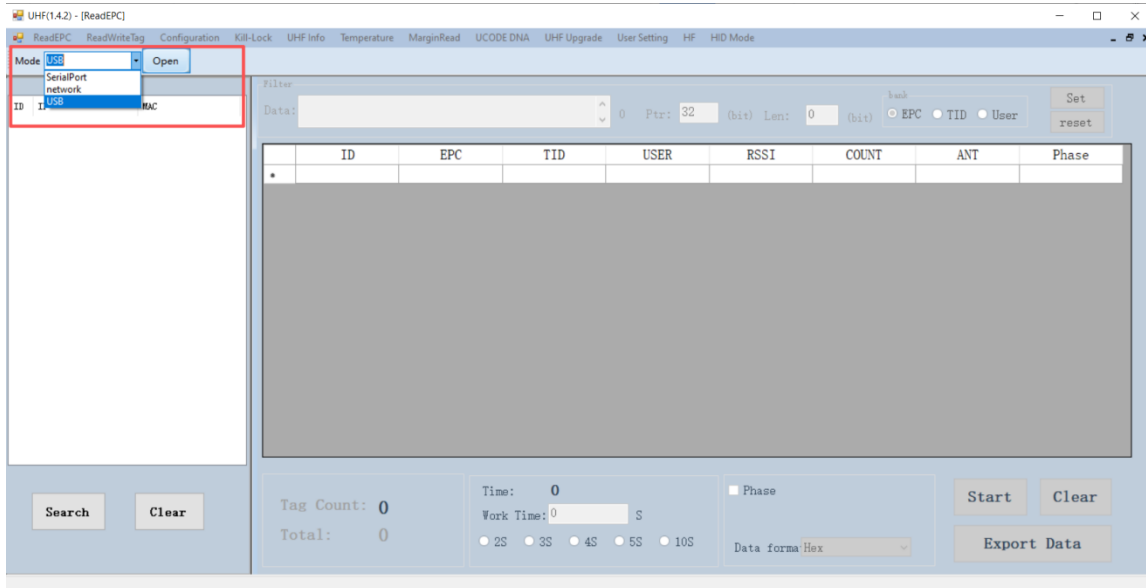 UHF(1.4.2) - [ReadEPC]
ReadEPC ReadWriteTag Configuration Kill-Lock UHF Info Temperature MarginRead UCODE DNA UHF Upgrade User Setting HF HID Mode
Mode USB Open
SerialPort
network
USB
ID MAC
Filter
Data: 0 Ptr: 32 (bit) Len: 0 (bit)
bank
EPC TID User
Set
reset
ID EPC TID USER RSSI COUNT ANT Phase
*
Search Clear
Tag Count: 0
Total: 0
Time: 0
Work Time: 0 S
2S 3S 4S 5S 10S
Phase
Data forma Hex
Start Clear
Export Data